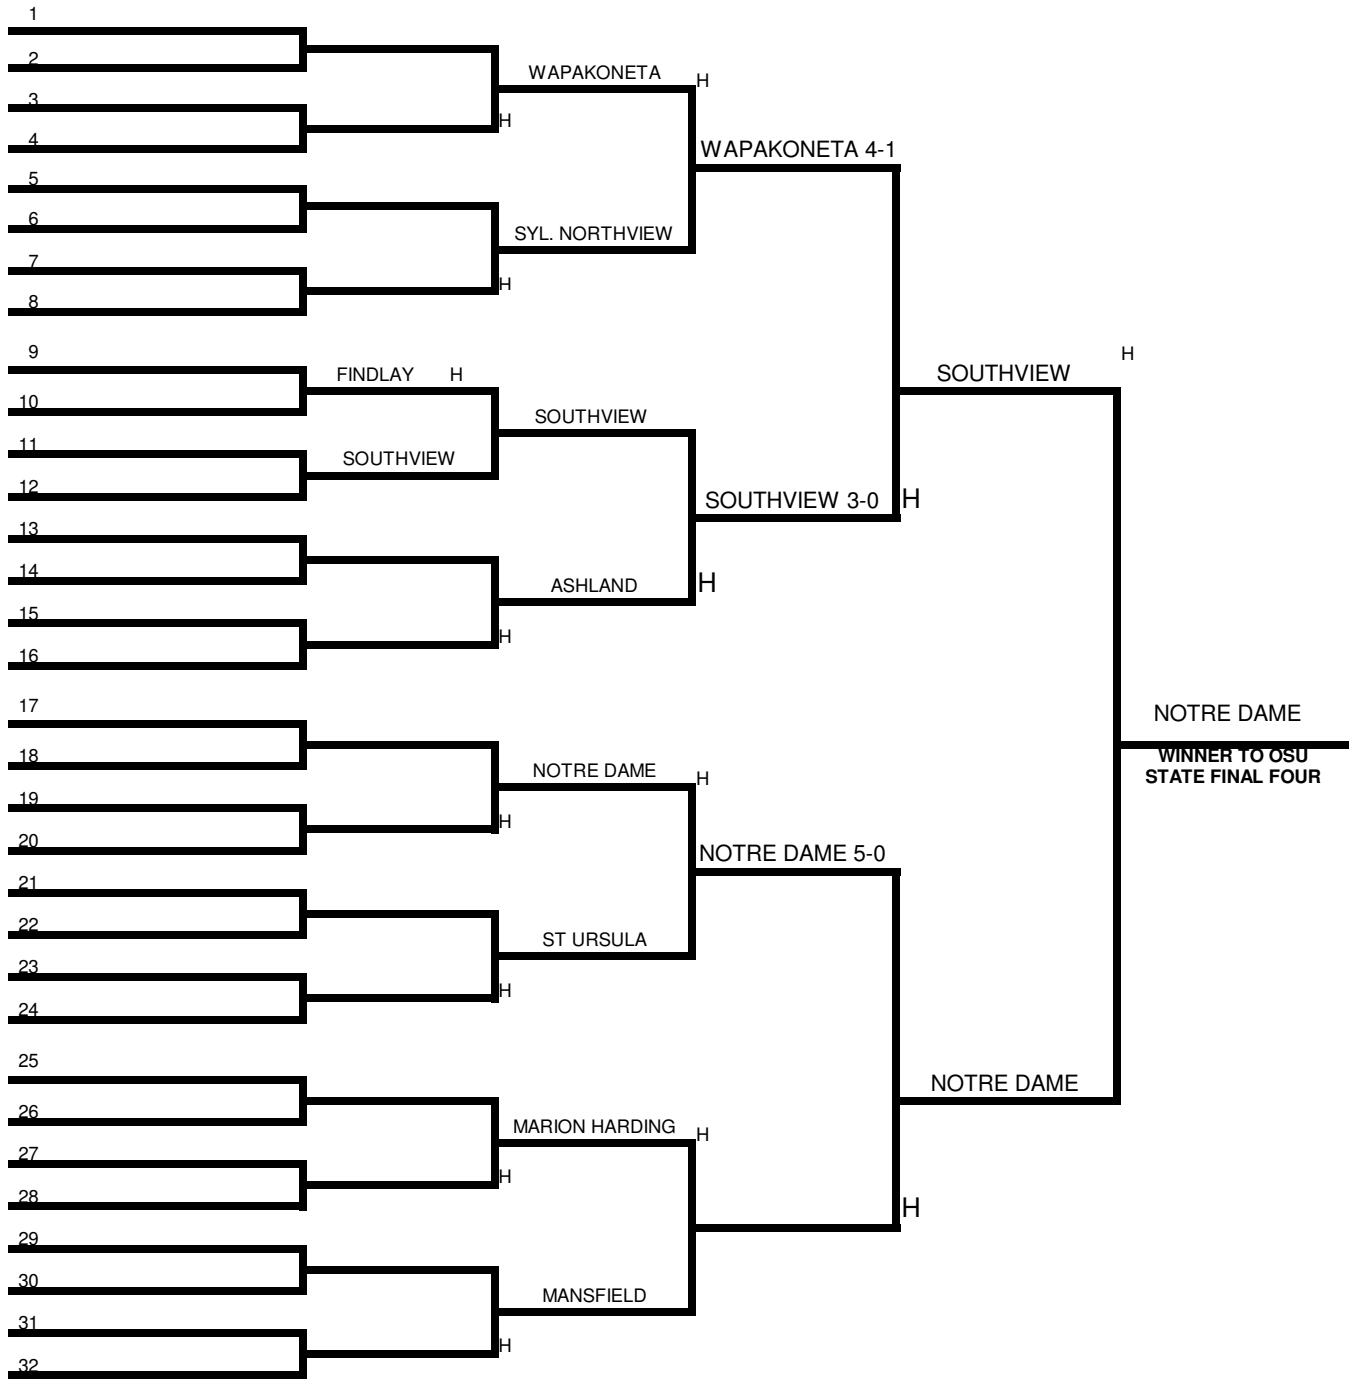 1
2
WAPAKONETA
H
3
H
4
WAPAKONETA 4-1
5
6
SYL. NORTHVIEW
7
H
8
9
H
FINDLAY H
SOUTHVIEW
10
SOUTHVIEW
11
SOUTHVIEW
12
SOUTHVIEW 3-0 H
13
14
ASHLAND
H
15
H
16
17
NOTRE DAME
18
WINNER TO OSU
STATE FINAL FOUR
NOTRE DAME
H
19
H
20
NOTRE DAME 5-0
21
22
ST URSULA
23
H
24
25
NOTRE DAME
26
MARION HARDING
H
27
H
28
H
29
30
MANSFIELD
31
H
32